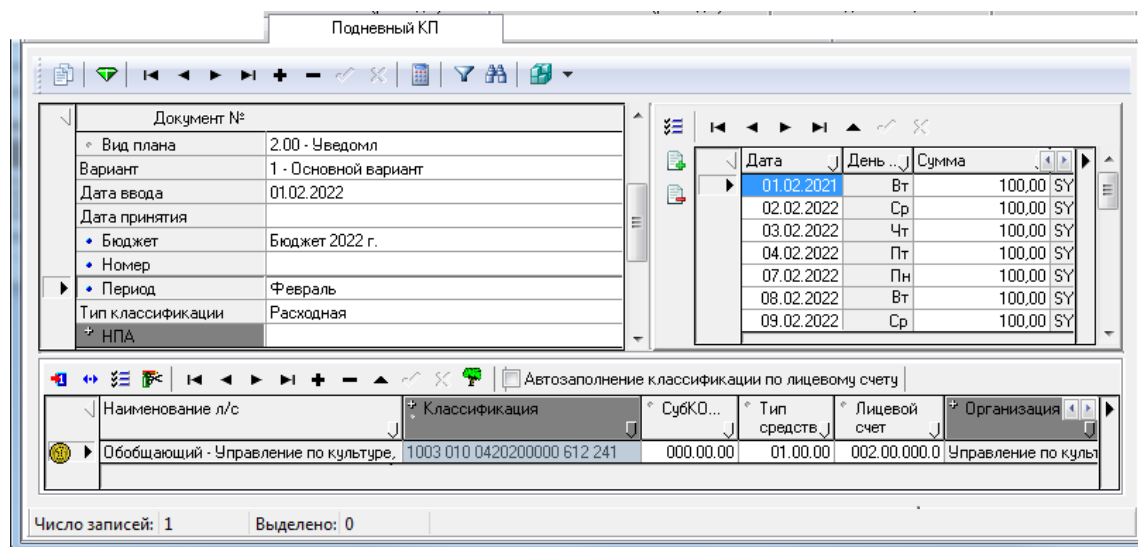 Подневный КП
Документ №
Вид плана 2.00 - Уведомл
Вариант 1 - Основной вариант
Дата ввода 01.02.2022
Дата принятия
Бюджет Бюджет 2022 г.
Номер
Период Февраль
Тип классификации Расходная
НПА
Дата День ... Сумма
01.02.2021 Вт 100,00 SY
02.02.2022 Ср 100,00 SY
03.02.2022 Чт 100,00 SY
04.02.2022 Пт 100,00 SY
07.02.2022 Пн 100,00 SY
08.02.2022 Вт 100,00 SY
09.02.2022 Ср 100,00 SY
Автозаполнение классификации по лицевому счету
Наименование л/с Классификация СубКО... Тип средств Лицевой счет Организация
Обобщающий - Управление по культуре, 1003 010 0420200000 612 241 000.00.00 01.00.00 002.00.000.0 Управление по культ
Число записей: 1 Выделено: 0